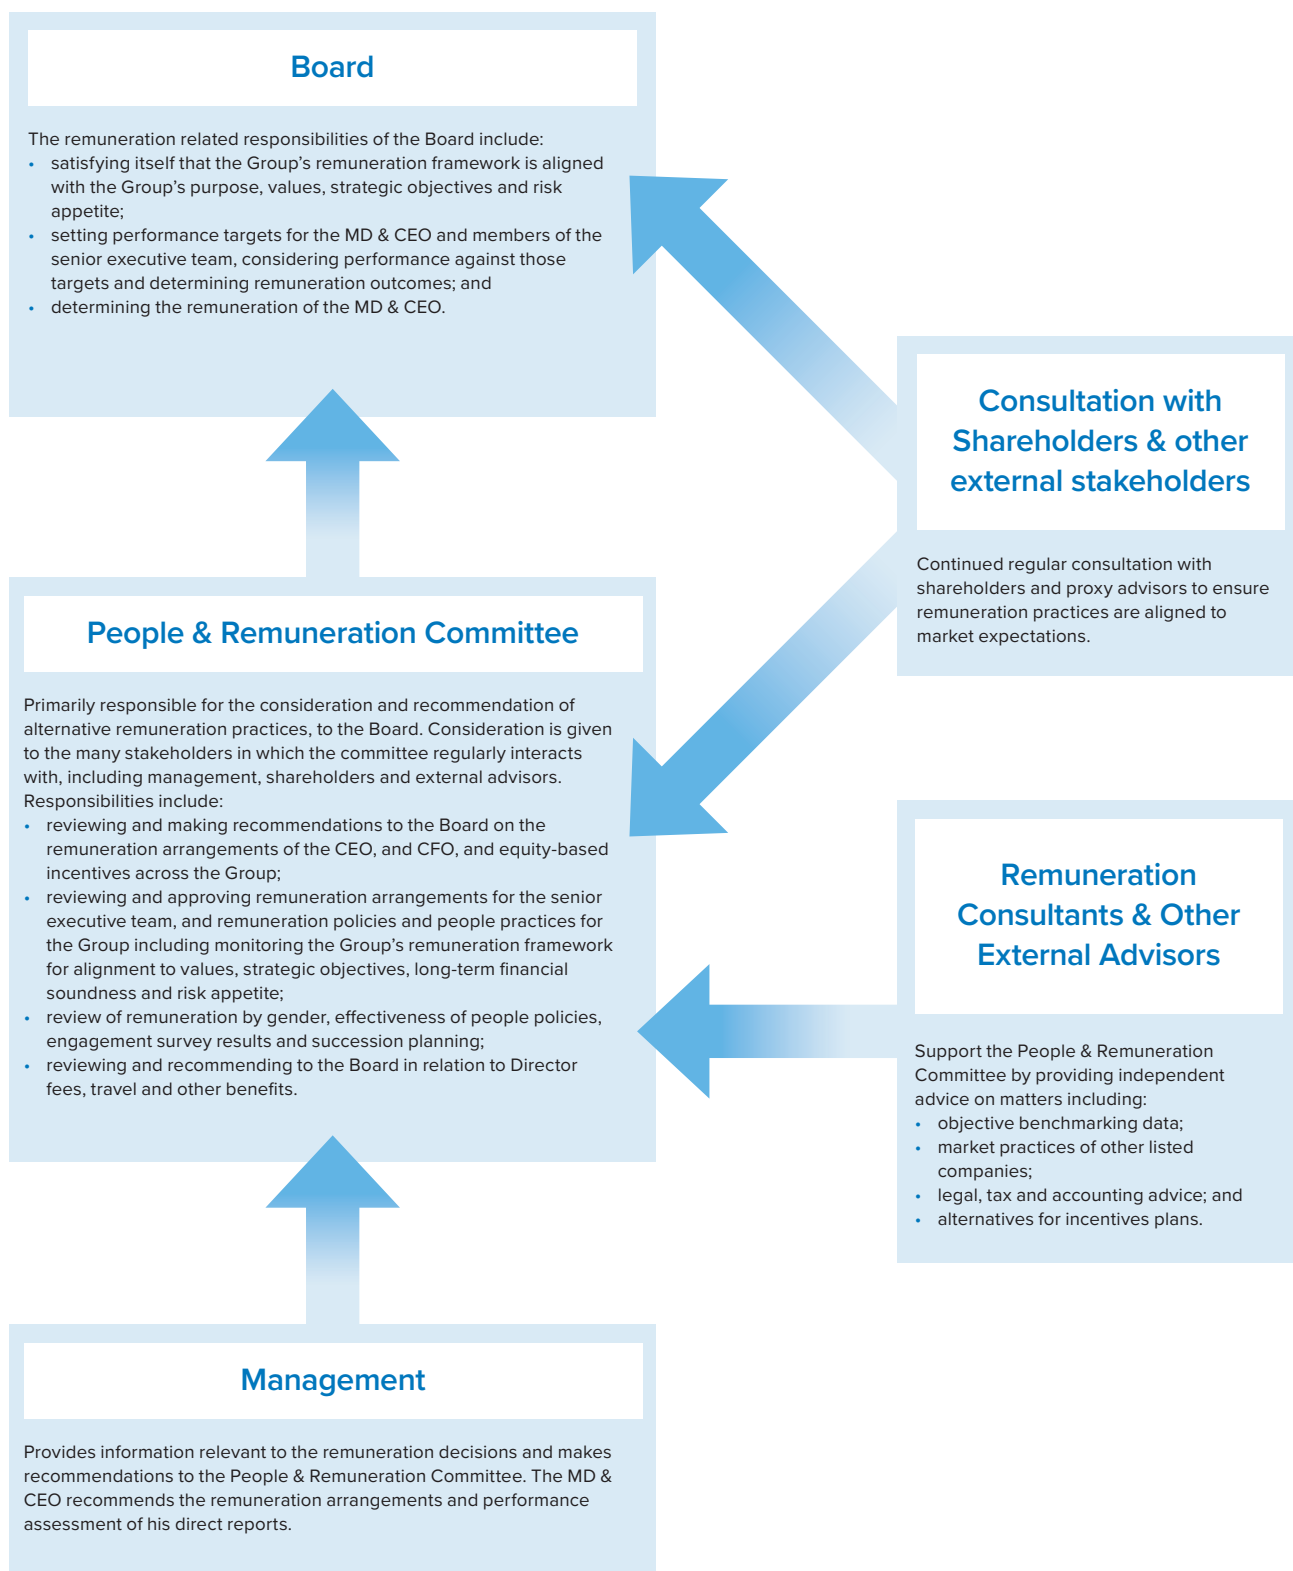 Board
The remuneration related responsibilities of the Board include:
• satisfying itself that the Group’s remuneration framework is aligned
with the Group’s purpose, values, strategic objectives and risk
appetite;
• setting performance targets for the MD & CEO and members of the
senior executive team, considering performance against those
targets and determining remuneration outcomes; and
• determining the remuneration of the MD & CEO.
Consultation with
Shareholders & other
external stakeholders
Continued regular consultation with
shareholders and proxy advisors to ensure
remuneration practices are aligned to
market expectations.
People & Remuneration Committee
Primarily responsible for the consideration and recommendation of
alternative remuneration practices, to the Board. Consideration is given
to the many stakeholders in which the committee regularly interacts
with, including management, shareholders and external advisors.
Responsibilities include:
• reviewing and making recommendations to the Board on the
remuneration arrangements of the CEO, and CFO, and equity-based
incentives across the Group;
• reviewing and approving remuneration arrangements for the senior
executive team, and remuneration policies and people practices for
the Group including monitoring the Group’s remuneration framework
for alignment to values, strategic objectives, long-term financial
soundness and risk appetite;
• review of remuneration by gender, effectiveness of people policies,
engagement survey results and succession planning;
• reviewing and recommending to the Board in relation to Director
fees, travel and other benefits.
Remuneration
Consultants & Other
External Advisors
Support the People & Remuneration
Committee by providing independent
advice on matters including:
• objective benchmarking data;
• market practices of other listed
companies;
• legal, tax and accounting advice; and
• alternatives for incentives plans.
Management
Provides information relevant to the remuneration decisions and makes
recommendations to the People & Remuneration Committee. The MD &
CEO recommends the remuneration arrangements and performance
assessment of his direct reports.